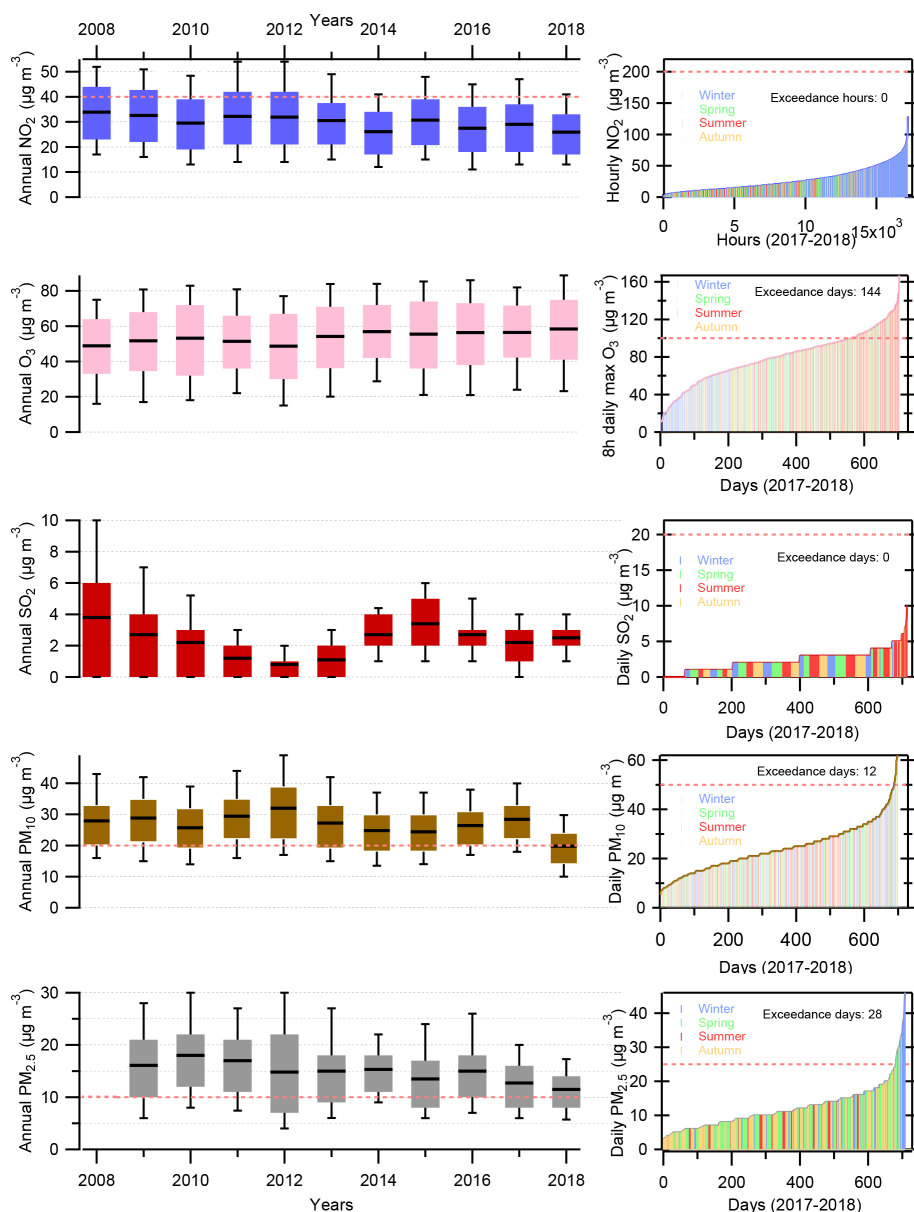 Years
2008 2010 2012 2014 2016 2018
Annual NO2 (µg m-3)
50
40
30
20
10
0
Hourly NO2 (µg m-3)
200
150
100
50
0
Exceedance hours: 0
Winter
Spring
Summer
Autumn
0 5 10 15x10^3
Hours (2017-2018)
Annual O3 (µg m-3)
80
60
40
20
0
8h daily max O3 (µg m-3)
160
120
80
40
0
Winter
Exceedance days: 144
Spring
Summer
Autumn
0 200 400 600
Days (2017-2018)
Annual SO2 (µg m-3)
10
8
6
4
2
0
Daily SO2 (µg m-3)
20
15
10
5
0
Exceedance days: 0
Winter
Spring
Summer
Autumn
0 200 400 600
Days (2017-2018)
Annual PM10 (µg m-3)
40
30
20
10
0
Daily PM10 (µg m-3)
60
40
20
0
Exceedance days: 12
Winter
Spring
Summer
Autumn
0 200 400 600
Days (2017-2018)
Annual PM2.5 (µg m-3)
30
20
10
0
2008 2010 2012 2014 2016 2018
Years
Daily PM2.5 (µg m-3)
40
30
20
10
0
Winter
Exceedance days: 28
Spring
Summer
Autumn
0 200 400 600
Days (2017-2018)